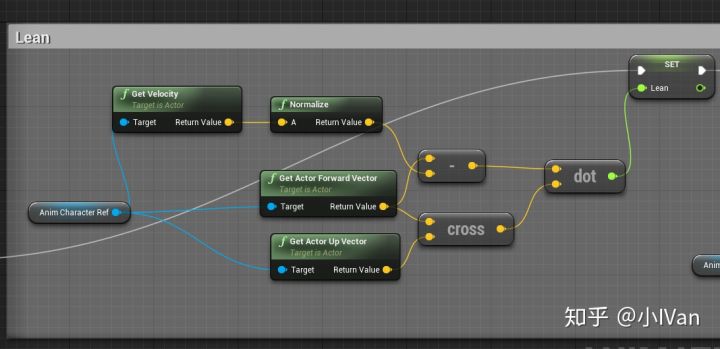 Lean
SET
Lean
f Get Velocity
Target is Actor
Target Return Value
f Normalize
A Return Value
f Get Actor Forward Vector
Target is Actor
Target Return Value
-
dot
Anim Character Ref
cross
f Get Actor Up Vector
Target is Actor
Target Return Value
Anim
知乎 @小IVan